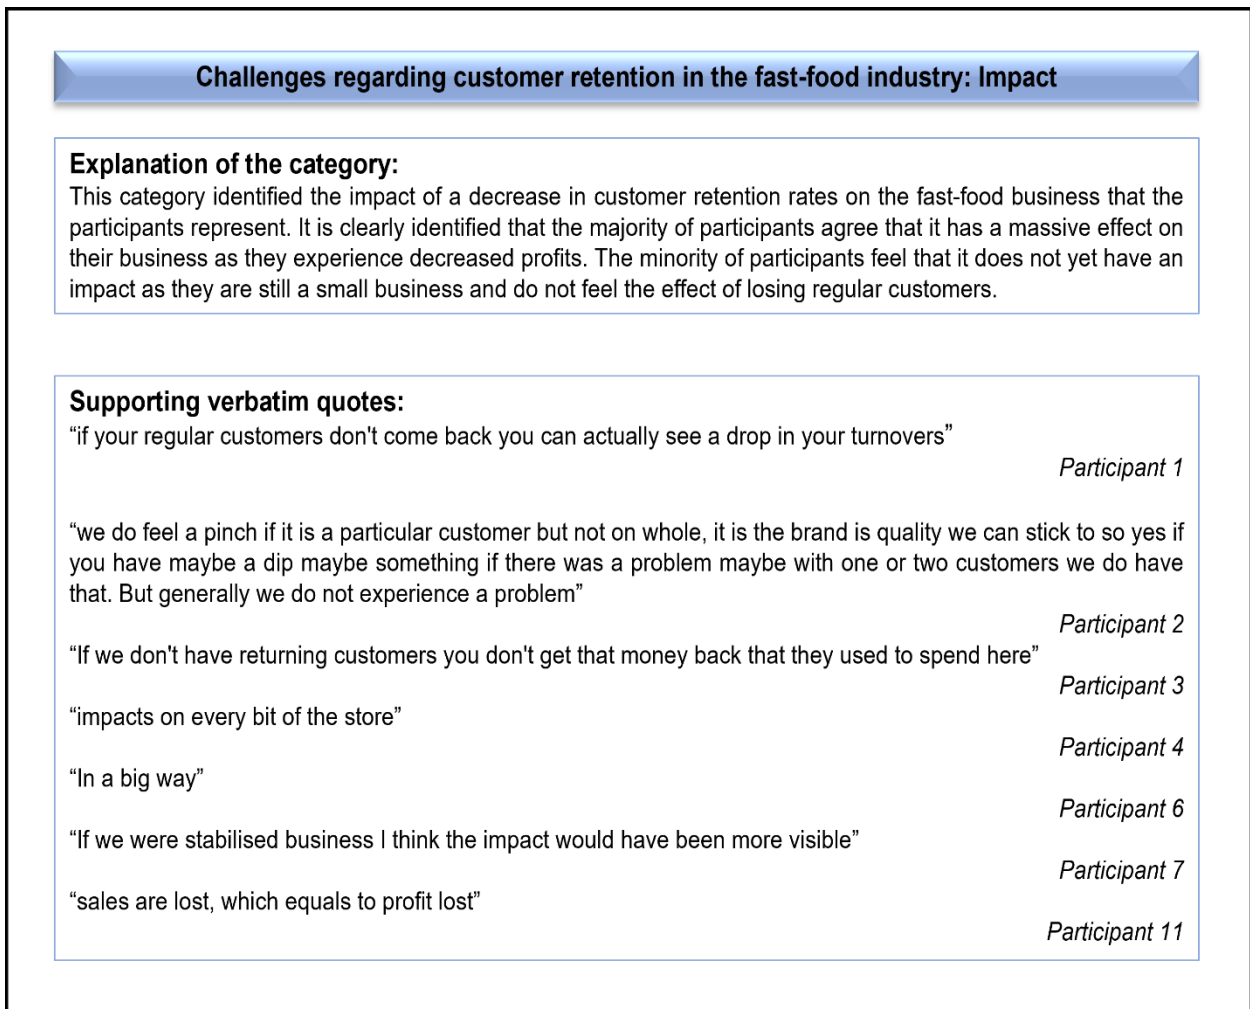 Challenges regarding customer retention in the fast-food industry: Impact
Explanation of the category:
This category identified the impact of a decrease in customer retention rates on the fast-food business that the
participants represent. It is clearly identified that the majority of participants agree that it has a massive effect on
their business as they experience decreased profits. The minority of participants feel that it does not yet have an
impact as they are still a small business and do not feel the effect of losing regular customers.
Supporting verbatim quotes:
“if your regular customers don't come back you can actually see a drop in your turnovers”
Participant 1
“we do feel a pinch if it is a particular customer but not on whole, it is the brand is quality we can stick to so yes if
you have maybe a dip maybe something if there was a problem maybe with one or two customers we do have
that. But generally we do not experience a problem”
Participant 2
“If we don't have returning customers you don't get that money back that they used to spend here”
Participant 3
“impacts on every bit of the store”
Participant 4
“In a big way”
Participant 6
“If we were stabilised business I think the impact would have been more visible”
Participant 7
“sales are lost, which equals to profit lost”
Participant 11